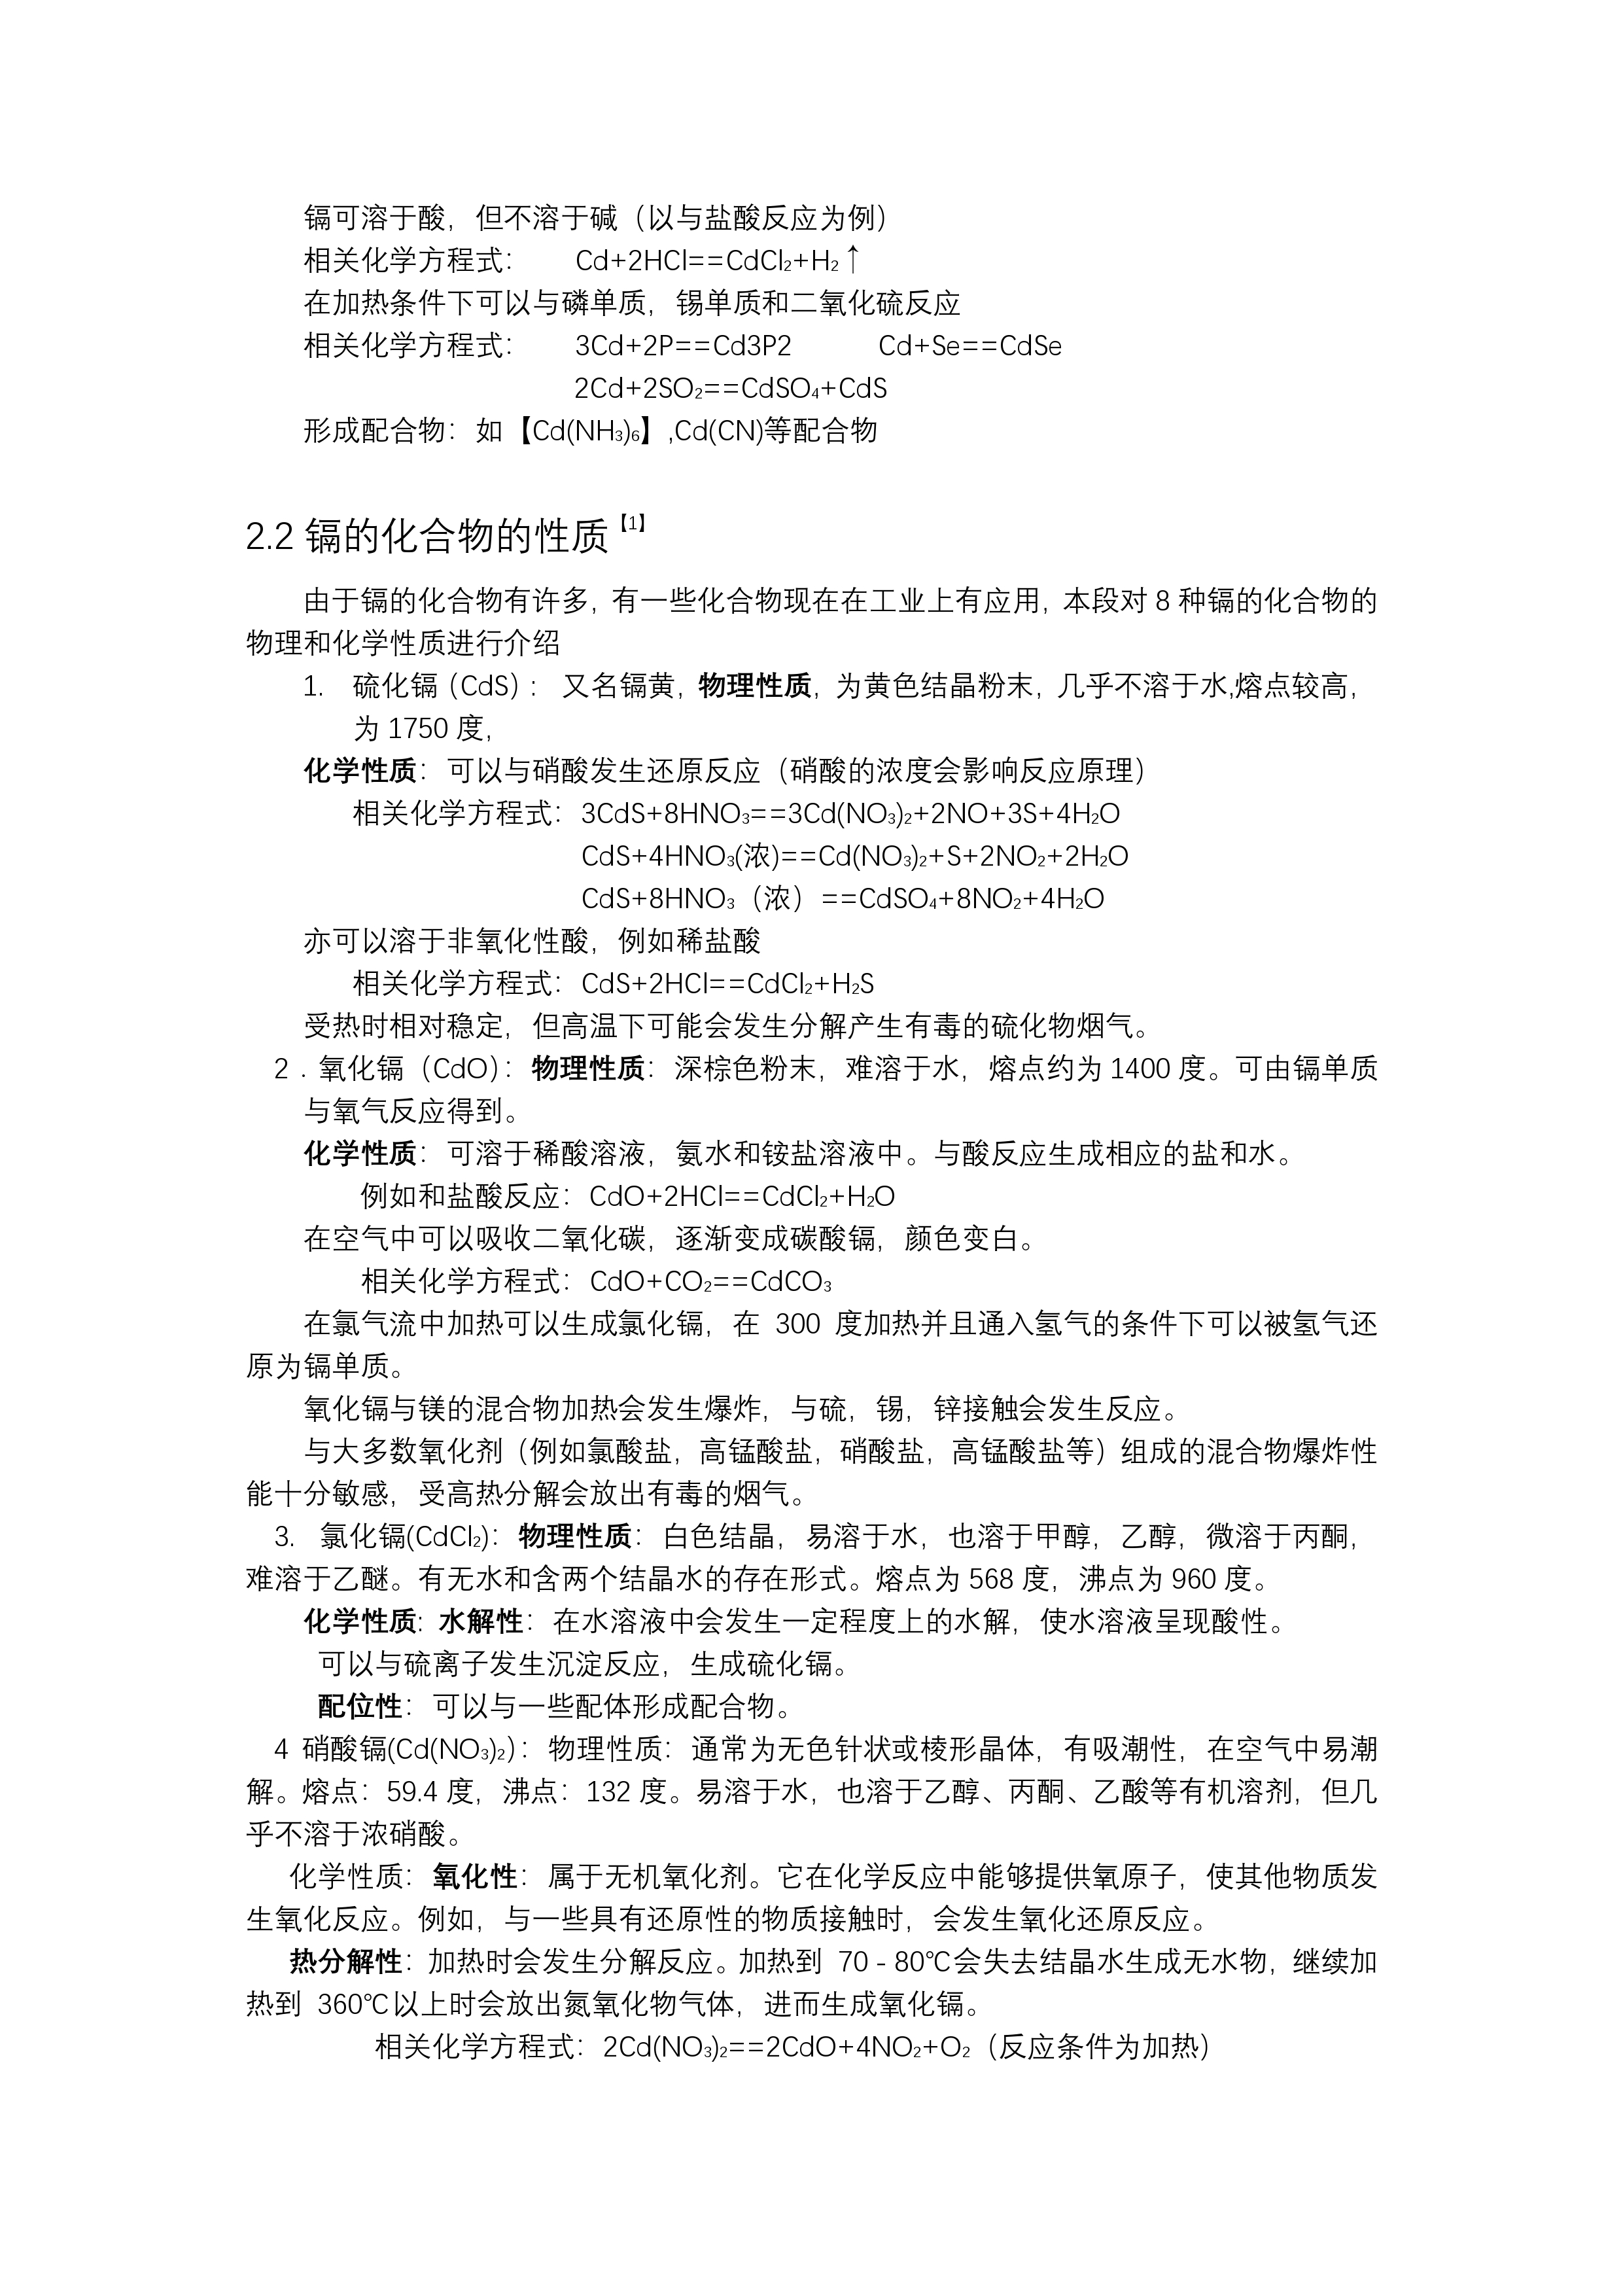 镉可溶于酸，但不溶于碱（以与盐酸反应为例）
相关化学方程式： Cd+2HCl==CdCl₂+H₂↑
在加热条件下可以与磷单质，锡单质和二氧化硫反应
相关化学方程式： 3Cd+2P==Cd3P2 Cd+Se==CdSe
2Cd+2SO₂==CdSO₄+CdS
形成配合物：如【Cd(NH₃)₆】,Cd(CN)等配合物
2.2 镉的化合物的性质【1】
由于镉的化合物有许多，有一些化合物现在在工业上有应用，本段对 8 种镉的化合物的
物理和化学性质进行介绍
1. 硫化镉（CdS）： 又名镉黄，物理性质，为黄色结晶粉末，几乎不溶于水,熔点较高，
为 1750 度，
化学性质：可以与硝酸发生还原反应（硝酸的浓度会影响反应原理）
相关化学方程式：3CdS+8HNO₃==3Cd(NO₃)₂+2NO+3S+4H₂O
CdS+4HNO₃(浓)==Cd(NO₃)₂+S+2NO₂+2H₂O
CdS+8HNO₃（浓）==CdSO₄+8NO₂+4H₂O
亦可以溶于非氧化性酸，例如稀盐酸
相关化学方程式：CdS+2HCl==CdCl₂+H₂S
受热时相对稳定，但高温下可能会发生分解产生有毒的硫化物烟气。
2．氧化镉（CdO）：物理性质：深棕色粉末，难溶于水，熔点约为 1400 度。可由镉单质
与氧气反应得到。
化学性质：可溶于稀酸溶液，氨水和铵盐溶液中。与酸反应生成相应的盐和水。
例如和盐酸反应：CdO+2HCl==CdCl₂+H₂O
在空气中可以吸收二氧化碳，逐渐变成碳酸镉，颜色变白。
相关化学方程式：CdO+CO₂==CdCO₃
在氯气流中加热可以生成氯化镉，在 300 度加热并且通入氢气的条件下可以被氢气还
原为镉单质。
氧化镉与镁的混合物加热会发生爆炸，与硫，锡，锌接触会发生反应。
与大多数氧化剂（例如氯酸盐，高锰酸盐，硝酸盐，高锰酸盐等）组成的混合物爆炸性
能十分敏感，受高热分解会放出有毒的烟气。
3. 氯化镉(CdCl₂)：物理性质：白色结晶，易溶于水，也溶于甲醇，乙醇，微溶于丙酮，
难溶于乙醚。有无水和含两个结晶水的存在形式。熔点为 568 度，沸点为 960 度。
化学性质: 水解性：在水溶液中会发生一定程度上的水解，使水溶液呈现酸性。
可以与硫离子发生沉淀反应，生成硫化镉。
配位性：可以与一些配体形成配合物。
4 硝酸镉(Cd(NO₃)₂）：物理性质：通常为无色针状或棱形晶体，有吸潮性，在空气中易潮
解。熔点：59.4 度，沸点：132 度。易溶于水，也溶于乙醇、丙酮、乙酸等有机溶剂，但几
乎不溶于浓硝酸。
化学性质：氧化性：属于无机氧化剂。它在化学反应中能够提供氧原子，使其他物质发
生氧化反应。例如，与一些具有还原性的物质接触时，会发生氧化还原反应。
热分解性：加热时会发生分解反应。加热到 70 - 80℃会失去结晶水生成无水物，继续加
热到 360℃以上时会放出氮氧化物气体，进而生成氧化镉。
相关化学方程式：2Cd(NO₃)₂==2CdO+4NO₂+O₂（反应条件为加热）